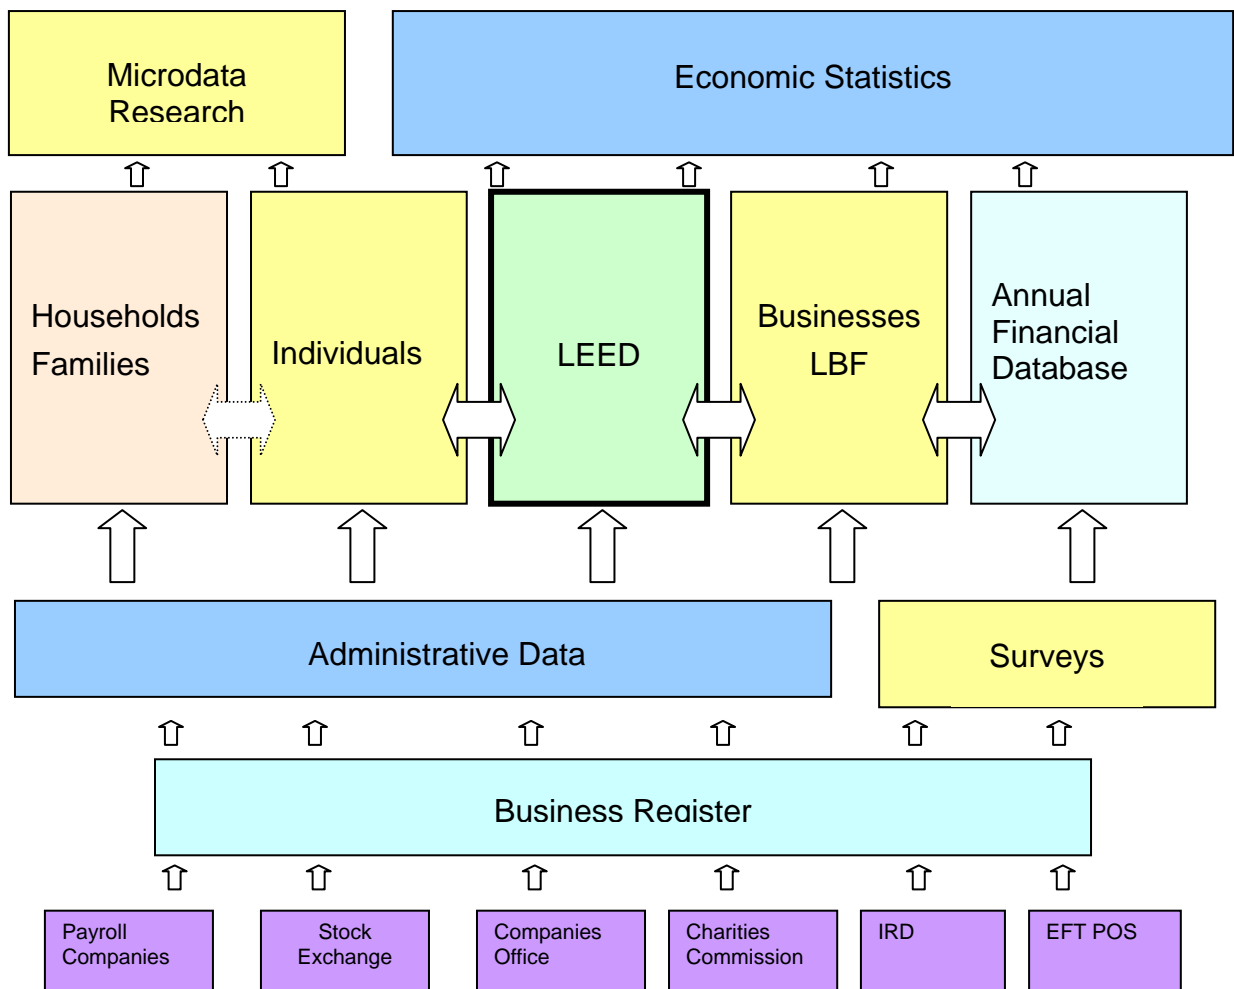 Microdata
Research
Economic Statistics
Households
Families
Individuals
LEED
Businesses
LBF
Annual
Financial
Database
Administrative Data
Surveys
Business Register
Payroll
Companies
Stock
Exchange
Companies
Office
Charities
Commission
IRD
EFT POS